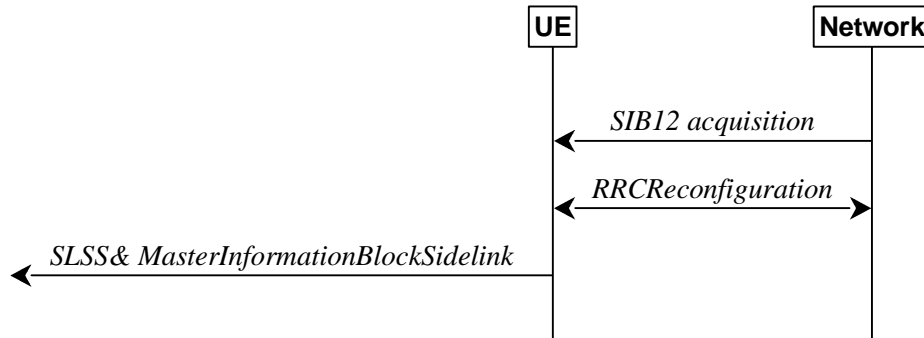 UE
Network
SIB12 acquisition
RRCReconfiguration
SLSS& MasterInformationBlockSidelink